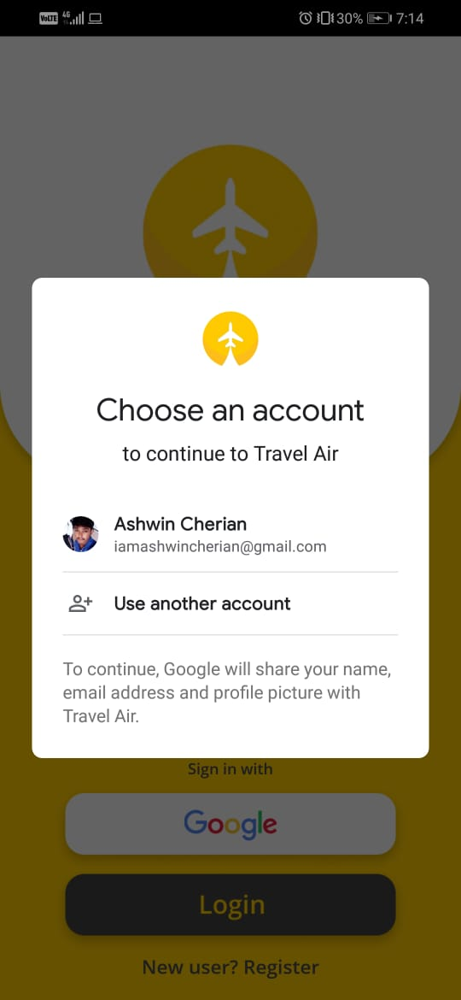 VoLTE 4G 30% 7:14
Choose an account
to continue to Travel Air
Ashwin Cherian
iamashwincherian@gmail.com
Use another account
To continue, Google will share your name,
email address and profile picture with
Travel Air.
Sign in with
Google
Login
New user? Register